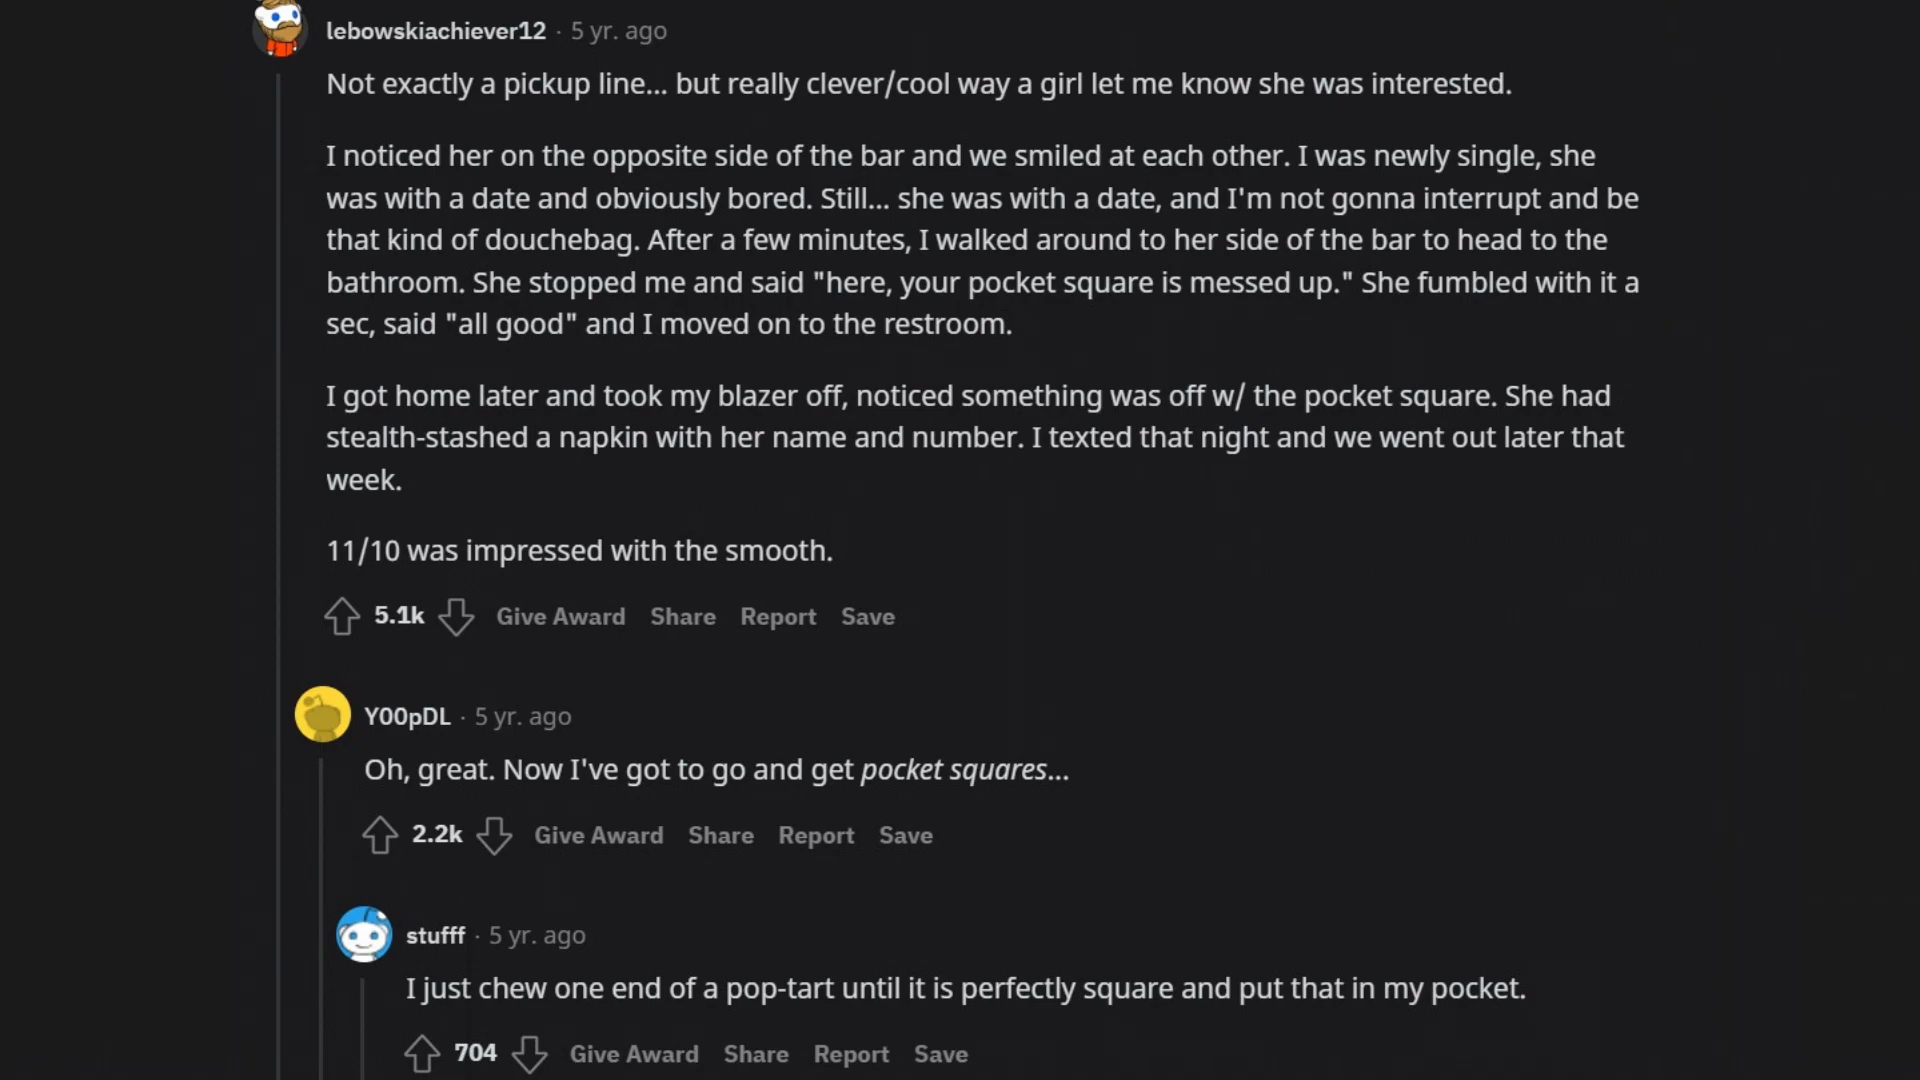 lebowskiachiever12 · 5 yr. ago
Not exactly a pickup line... but really clever/cool way a girl let me know she was interested.
I noticed her on the opposite side of the bar and we smiled at each other. I was newly single, she
was with a date and obviously bored. Still... she was with a date, and I'm not gonna interrupt and be
that kind of douchebag. After a few minutes, I walked around to her side of the bar to head to the
bathroom. She stopped me and said "here, your pocket square is messed up." She fumbled with it a
sec, said "all good" and I moved on to the restroom.
I got home later and took my blazer off, noticed something was off w/ the pocket square. She had
stealth-stashed a napkin with her name and number. I texted that night and we went out later that
week.
11/10 was impressed with the smooth.
5.1k Give Award Share Report Save
Y00pDL · 5 yr. ago
Oh, great. Now I've got to go and get pocket squares...
2.2k Give Award Share Report Save
stufff · 5 yr. ago
I just chew one end of a pop-tart until it is perfectly square and put that in my pocket.
704 Give Award Share Report Save